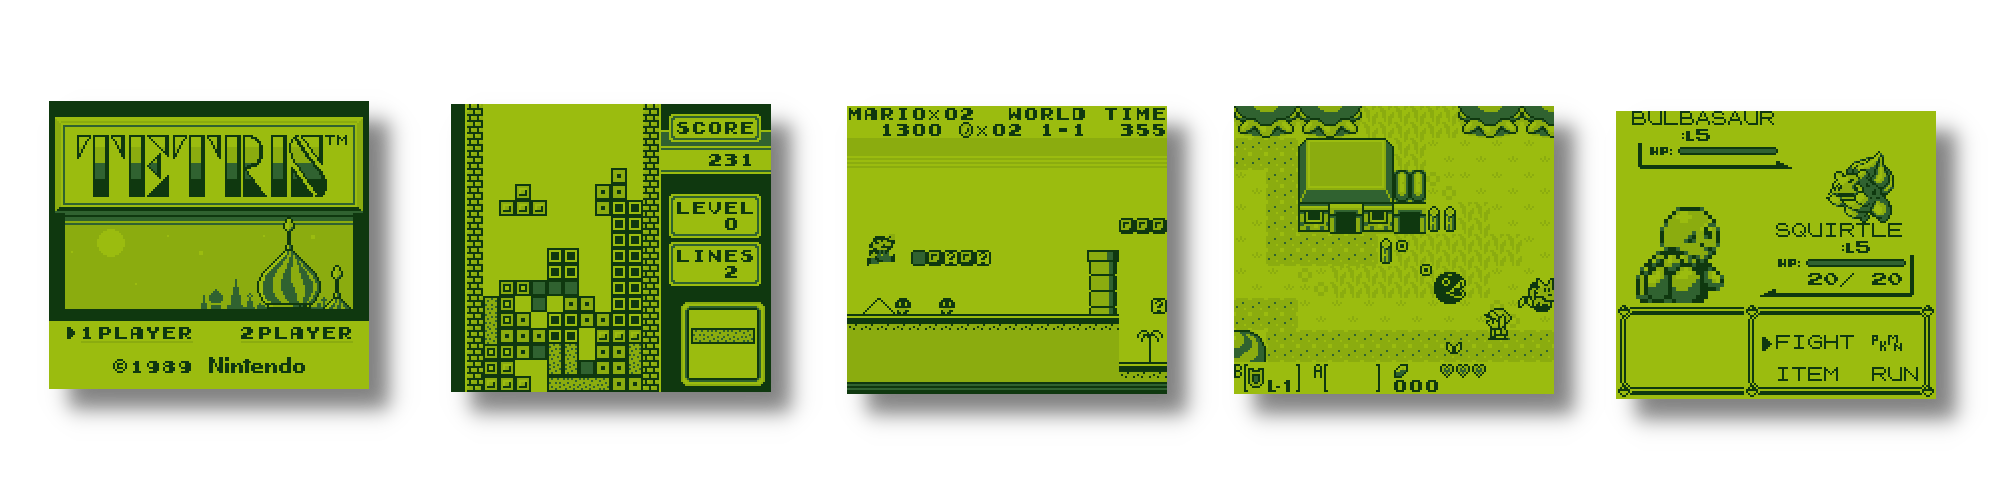 TETRIS™
1PLAYER 2PLAYER
©1989 Nintendo
SCORE
231
LEVEL
0
LINES
2
MARIO×02 WORLD TIME
1300 ×02 1-1 355
?
B[ L-1] A[ ] 000
BULBASAUR
:L5
HP:
SQUIRTLE
:L5
HP:
20/ 20
FIGHT PKMN
ITEM RUN